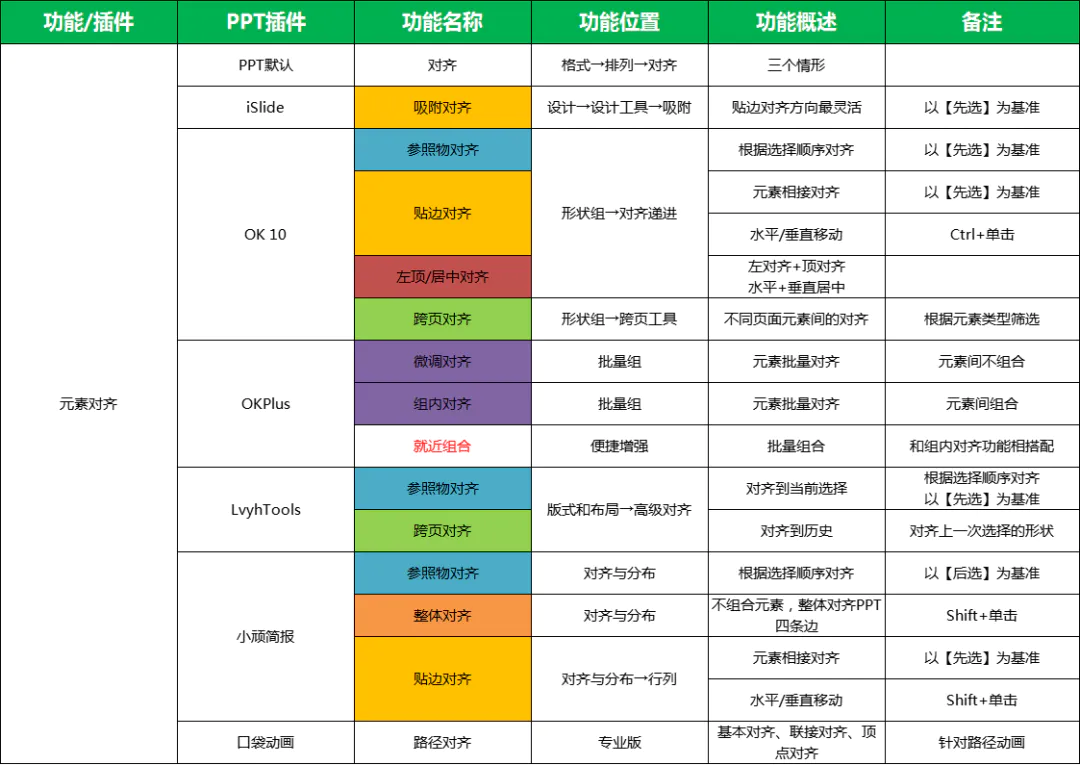 功能/插件 PPT插件 功能名称 功能位置 功能概述 备注
PPT默认 对齐 格式→排列→对齐 三个情形
iSlide 吸附对齐 设计→设计工具→吸附 贴边对齐方向最灵活 以【先选】为基准
参照物对齐 根据选择顺序对齐 以【先选】为基准
元素相接对齐 以【先选】为基准
贴边对齐 形状组→对齐递进
OK 10 水平/垂直移动 Ctrl+单击
左顶/居中对齐 左对齐+顶对齐
水平+垂直居中
跨页对齐 形状组→跨页工具 不同页面元素间的对齐 根据元素类型筛选
微调对齐 批量组 元素批量对齐 元素间不组合
元素对齐 OKPlus 组内对齐 批量组 元素批量对齐 元素间组合
就近组合 便捷增强 批量组合 和组内对齐功能相搭配
参照物对齐 对齐到当前选择 根据选择顺序对齐
以【先选】为基准
LvyhTools 版式和布局→高级对齐
跨页对齐 对齐到历史 对齐上一次选择的形状
参照物对齐 对齐与分布 根据选择顺序对齐 以【后选】为基准
整体对齐 对齐与分布 不组合元素，整体对齐PPT
四条边 Shift+单击
小顽简报
元素相接对齐 以【先选】为基准
贴边对齐 对齐与分布→行列
水平/垂直移动 Shift+单击
口袋动画 路径对齐 专业版 基本对齐、联接对齐、顶
点对齐 针对路径动画